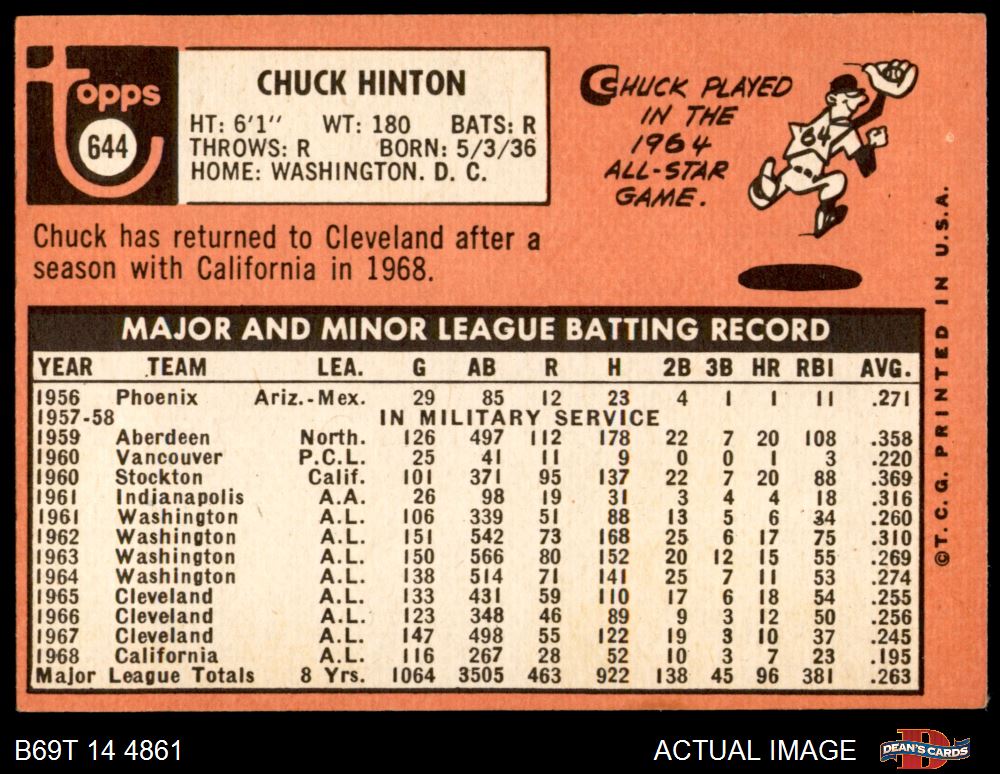 Topps
644
CHUCK HINTON
HT: 6'1" WT: 180 BATS: R
THROWS: R BORN: 5/3/36
HOME: WASHINGTON. D. C.
CHUCK PLAYED
IN THE
1964
ALL-STAR
GAME.
64
Chuck has returned to Cleveland after a
season with California in 1968.
MAJOR AND MINOR LEAGUE BATTING RECORD
YEAR TEAM LEA. G AB R H 2B 3B HR RBI AVG.
1956 Phoenix Ariz.-Mex. 29 85 12 23 4 1 1 11 .271
1957-58 IN MILITARY SERVICE
1959 Aberdeen North. 126 497 112 178 22 7 20 108 .358
1960 Vancouver P.C.L. 25 41 11 9 0 0 1 3 .220
1960 Stockton Calif. 101 371 95 137 22 7 20 88 .369
1961 Indianapolis A.A. 26 98 19 31 3 4 4 18 .316
1961 Washington A.L. 106 339 51 88 13 5 6 34 .260
1962 Washington A.L. 151 542 73 168 25 6 17 75 .310
1963 Washington A.L. 150 566 80 152 20 12 15 55 .269
1964 Washington A.L. 138 514 71 141 25 7 11 53 .274
1965 Cleveland A.L. 133 431 59 110 17 6 18 54 .255
1966 Cleveland A.L. 123 348 46 89 9 3 12 50 .256
1967 Cleveland A.L. 147 498 55 122 19 3 10 37 .245
1968 California A.L. 116 267 28 52 10 3 7 23 .195
Major League Totals 8 Yrs. 1064 3505 463 922 138 45 96 381 .263
© T. C. G. PRINTED IN U.S.A.
B69T 14 4861
ACTUAL IMAGE
DEAN'S CARDS